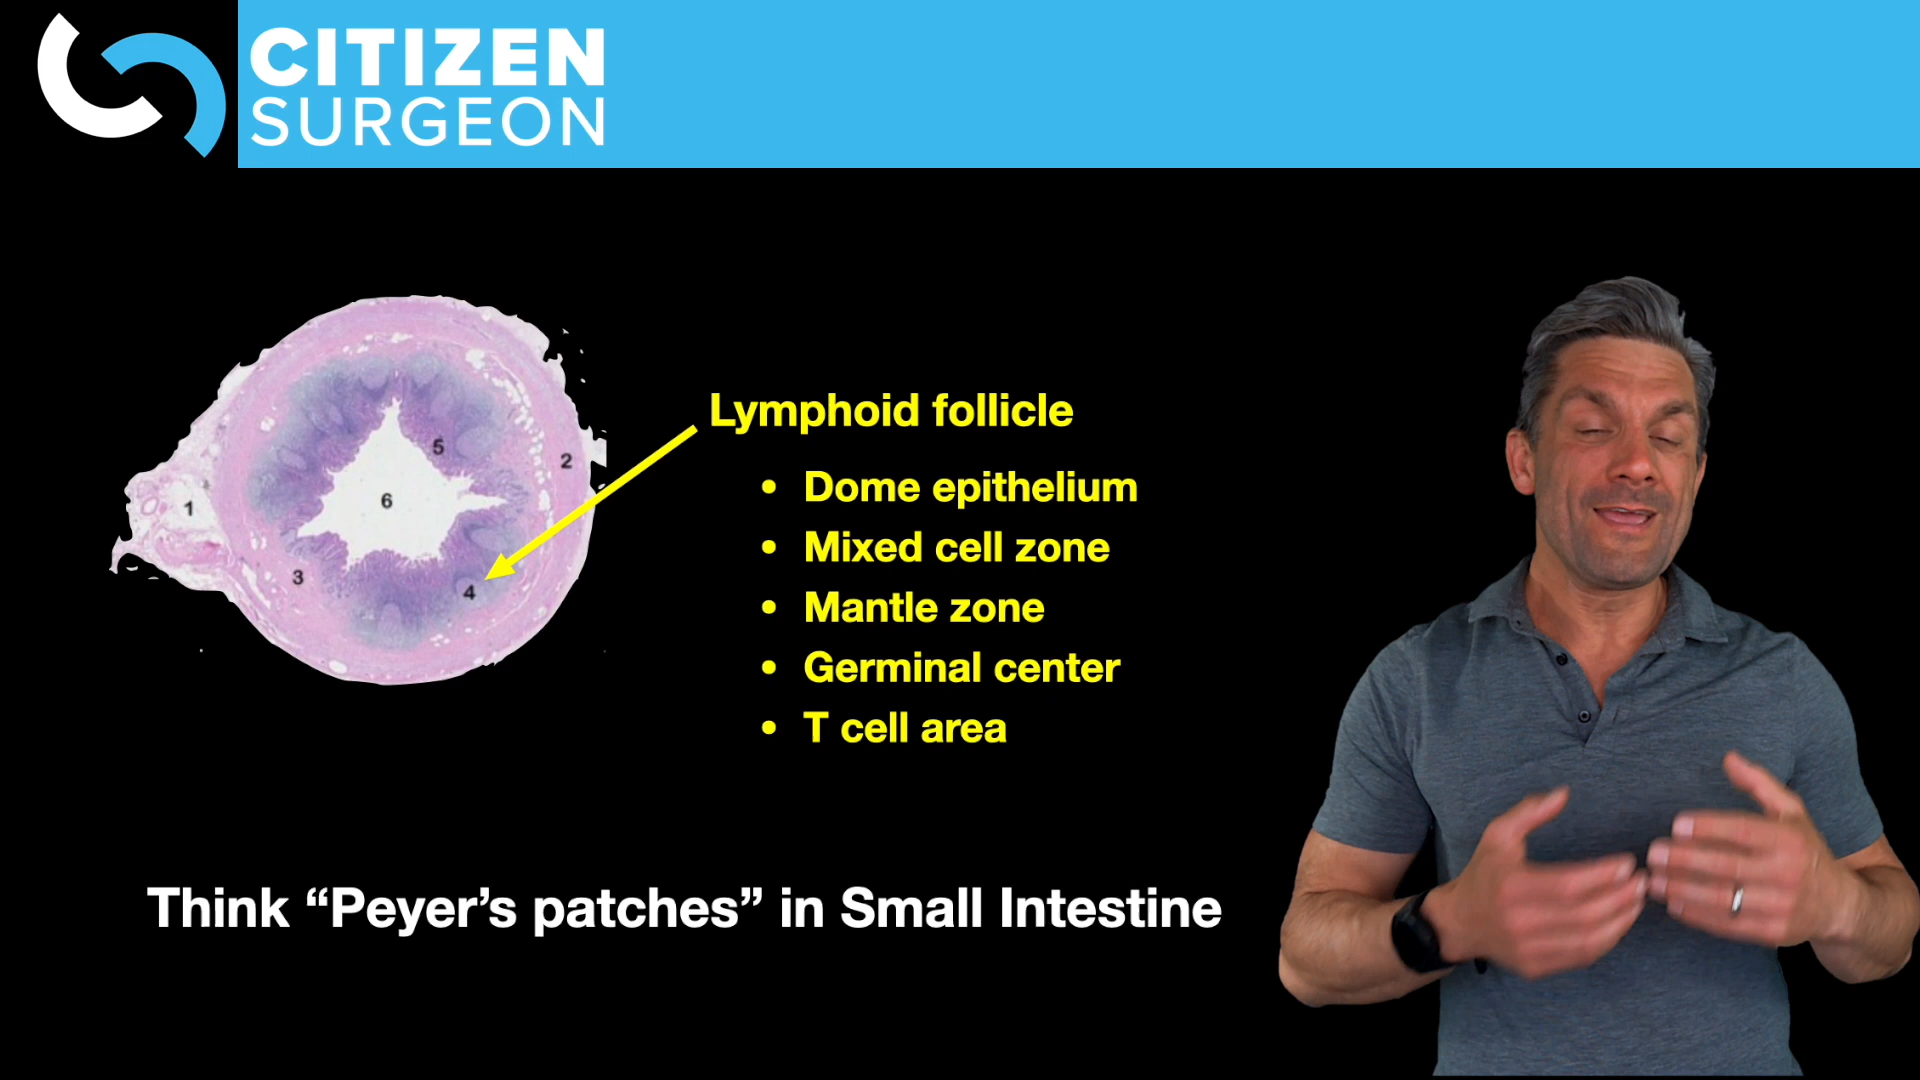 CITIZEN
SURGEON
Lymphoid follicle
• Dome epithelium
• Mixed cell zone
• Mantle zone
• Germinal center
• T cell area
1
2
3
4
5
6
Think “Peyer’s patches” in Small Intestine